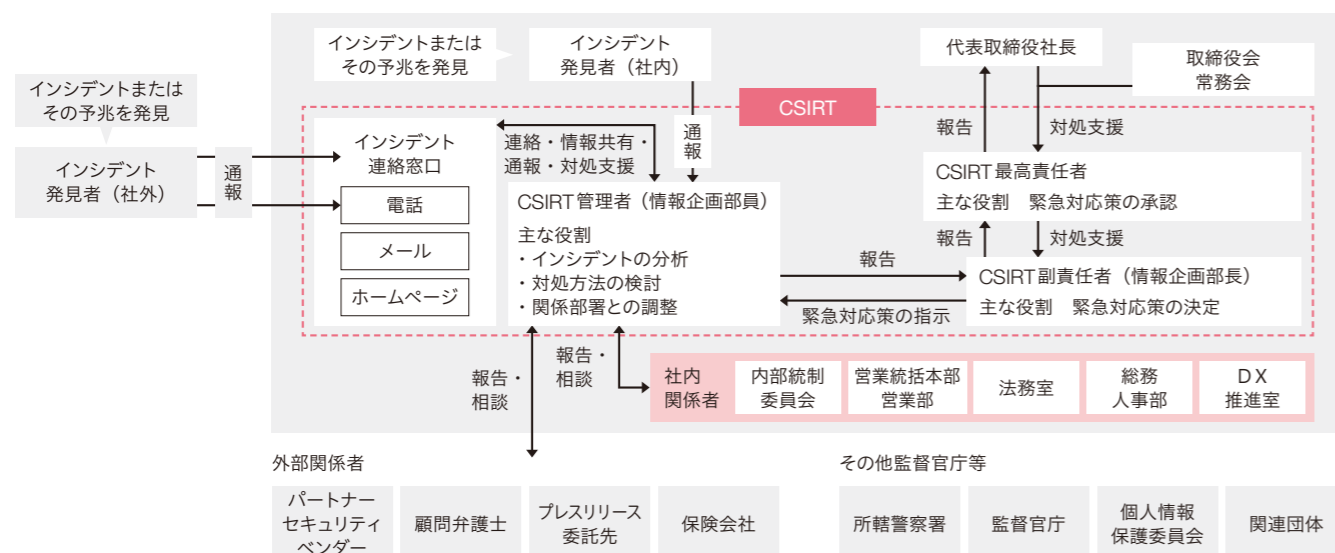 インシデントまたは
その予兆を発見
インシデント
発見者（社内）
代表取締役社長
取締役会
常務会
インシデントまたは
その予兆を発見
CSIRT
報告
対処支援
インシデント
発見者（社外）
通報
インシデント
連絡窓口
電話
メール
ホームページ
連絡・情報共有・
通報・対処支援
通報
CSIRT最高責任者
主な役割　緊急対応策の承認
CSIRT管理者（情報企画部員）
主な役割
・インシデントの分析
・対処方法の検討
・関係部署との調整
報告
対処支援
報告
CSIRT副責任者（情報企画部長）
主な役割　緊急対応策の決定
緊急対応策の指示
報告・
相談
報告・
相談
社内
関係者
内部統制
委員会
営業統括本部
営業部
法務室
総務
人事部
ＤＸ
推進室
外部関係者
パートナー
セキュリティ
ベンダー
顧問弁護士
プレスリリース
委託先
保険会社
その他監督官庁等
所轄警察署
監督官庁
個人情報
保護委員会
関連団体